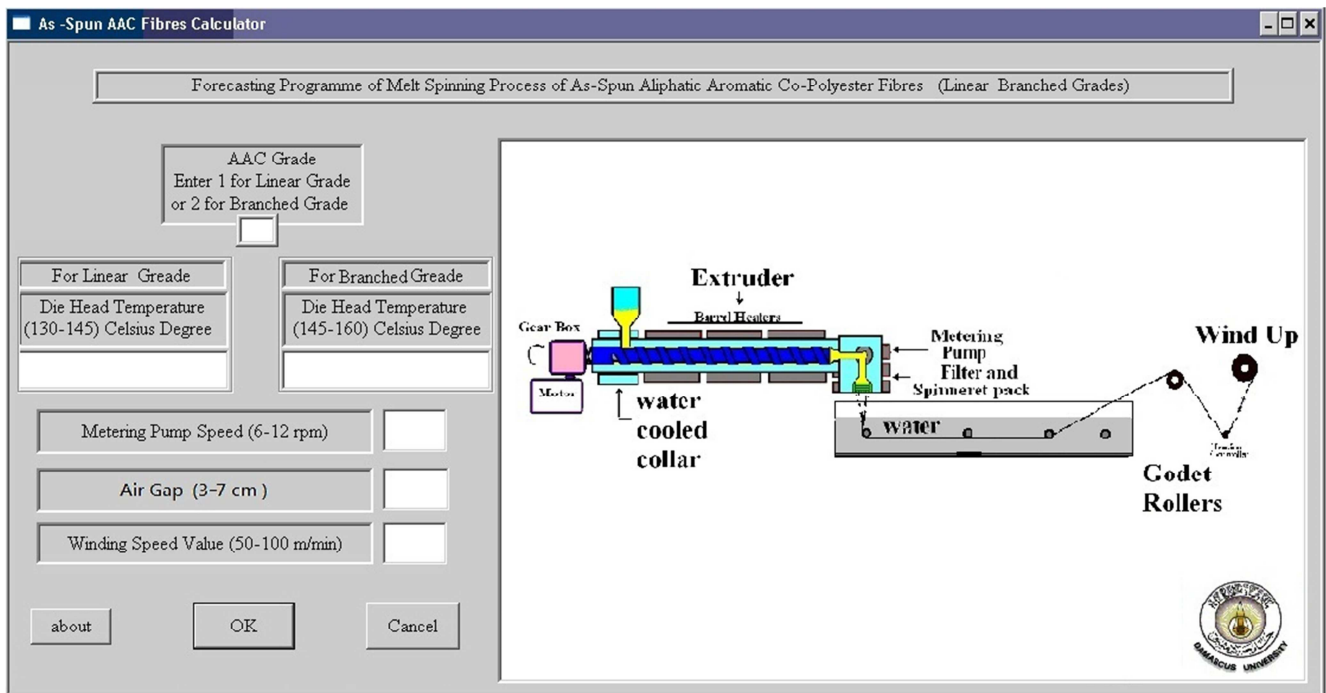 As -Spun AAC Fibres Calculator
Forecasting Programme of Melt Spinning Process of As-Spun Aliphatic Aromatic Co-Polyester Fibres (Linear Branched Grades)
AAC Grade
Enter 1 for Linear Grade
or 2 for Branched Grade
For Linear Greade
Die Head Temperature
(130-145) Celsius Degree
For Branched Greade
Die Head Temperature
(145-160) Celsius Degree
Metering Pump Speed (6-12 rpm)
Air Gap (3-7 cm )
Winding Speed Value (50-100 m/min)
about
OK
Cancel
Extruder
Barrel Heaters
Gear Box
Motor
water
cooled
collar
Metering
Pump
Filter and
Spinneret pack
water
Wind Up
Godet
Rollers
DAMASCUS UNIVERSITY